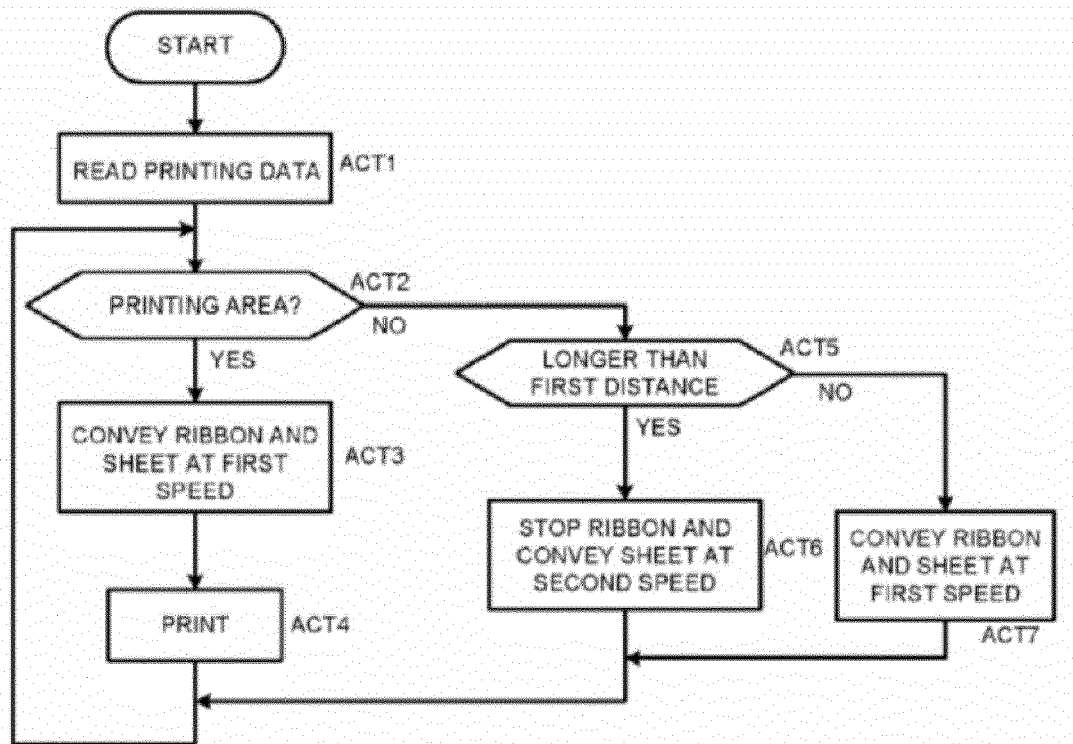 START
READ PRINTING DATA
ACT1
PRINTING AREA?
ACT2
NO
YES
LONGER THAN
FIRST DISTANCE
ACT5
NO
YES
CONVEY RIBBON AND
SHEET AT FIRST
SPEED
ACT3
STOP RIBBON AND
CONVEY SHEET AT
SECOND SPEED
ACT6
CONVEY RIBBON
AND SHEET AT
FIRST SPEED
ACT7
PRINT
ACT4